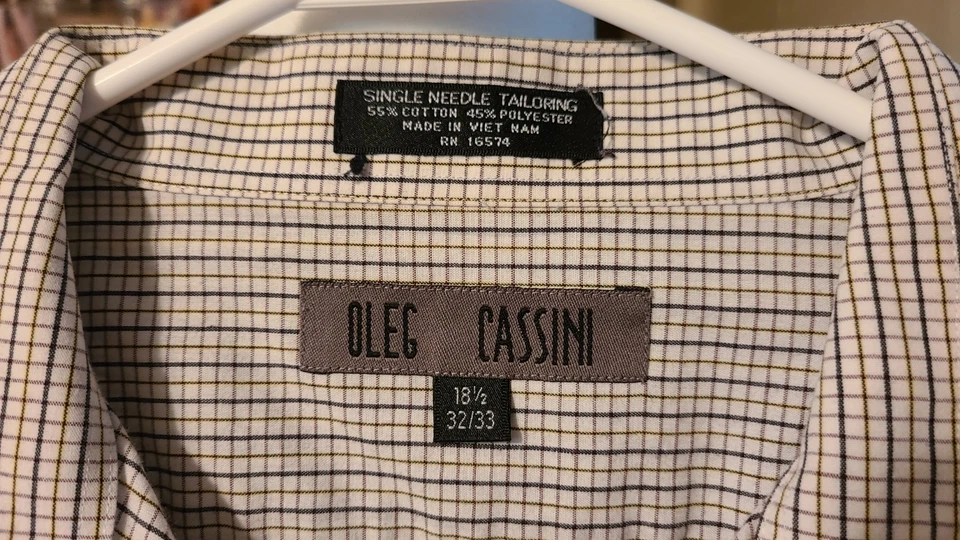 SINGLE NEEDLE TAILORING
55% COTTON 45% POLYESTER
MADE IN VIET NAM
RN 16574
OLEG CASSINI
18½
32/33